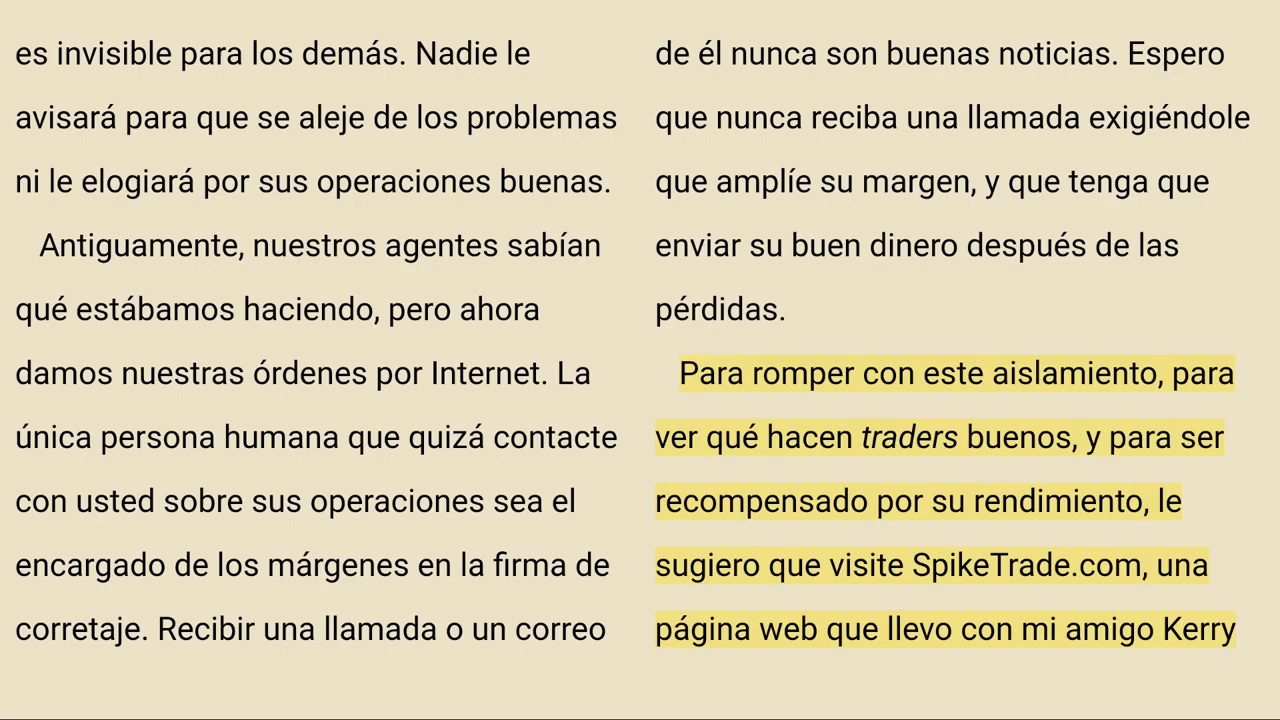 es invisible para los demás. Nadie le
avisará para que se aleje de los problemas
ni le elogiará por sus operaciones buenas.
Antiguamente, nuestros agentes sabían
qué estábamos haciendo, pero ahora
damos nuestras órdenes por Internet. La
única persona humana que quizá contacte
con usted sobre sus operaciones sea el
encargado de los márgenes en la firma de
corretaje. Recibir una llamada o un correo
de él nunca son buenas noticias. Espero
que nunca reciba una llamada exigiéndole
que amplíe su margen, y que tenga que
enviar su buen dinero después de las
pérdidas.
Para romper con este aislamiento, para
ver qué hacen traders buenos, y para ser
recompensado por su rendimiento, le
sugiero que visite SpikeTrade.com, una
página web que llevo con mi amigo Kerry